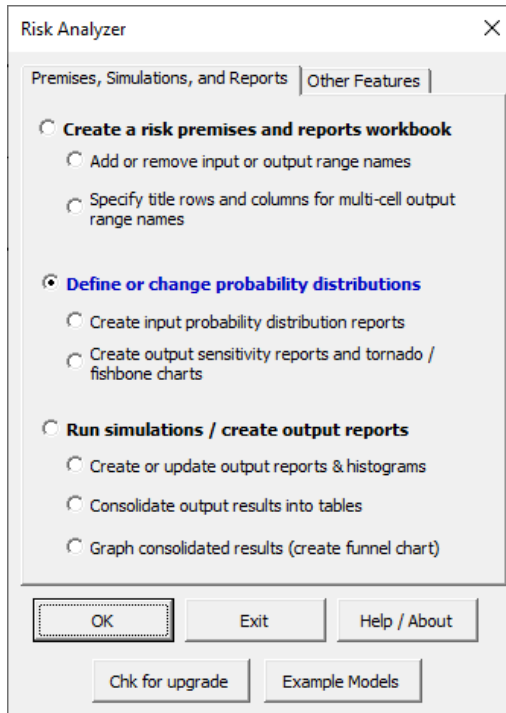 Risk Analyzer
Premises, Simulations, and Reports
Other Features
Create a risk premises and reports workbook
Add or remove input or output range names
Specify title rows and columns for multi-cell output
range names
Define or change probability distributions
Create input probability distribution reports
Create output sensitivity reports and tornado /
fishbone charts
Run simulations / create output reports
Create or update output reports & histograms
Consolidate output results into tables
Graph consolidated results (create funnel chart)
OK
Exit
Help / About
Chk for upgrade
Example Models